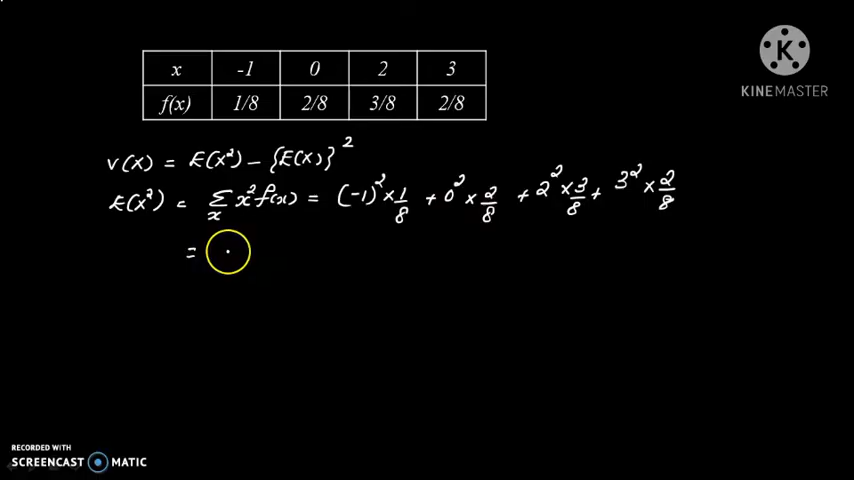 K
KINEMASTER
x -1 0 2 3
f(x) 1/8 2/8 3/8 2/8
V(X) = E(X²) - {E(X)}²
E(X²) = Σₓ x² f(x) = (-1)² × 1/8 + 0² × 2/8 + 2² × 3/8 + 3² × 2/8
=
RECORDED WITH
SCREENCAST MATIC